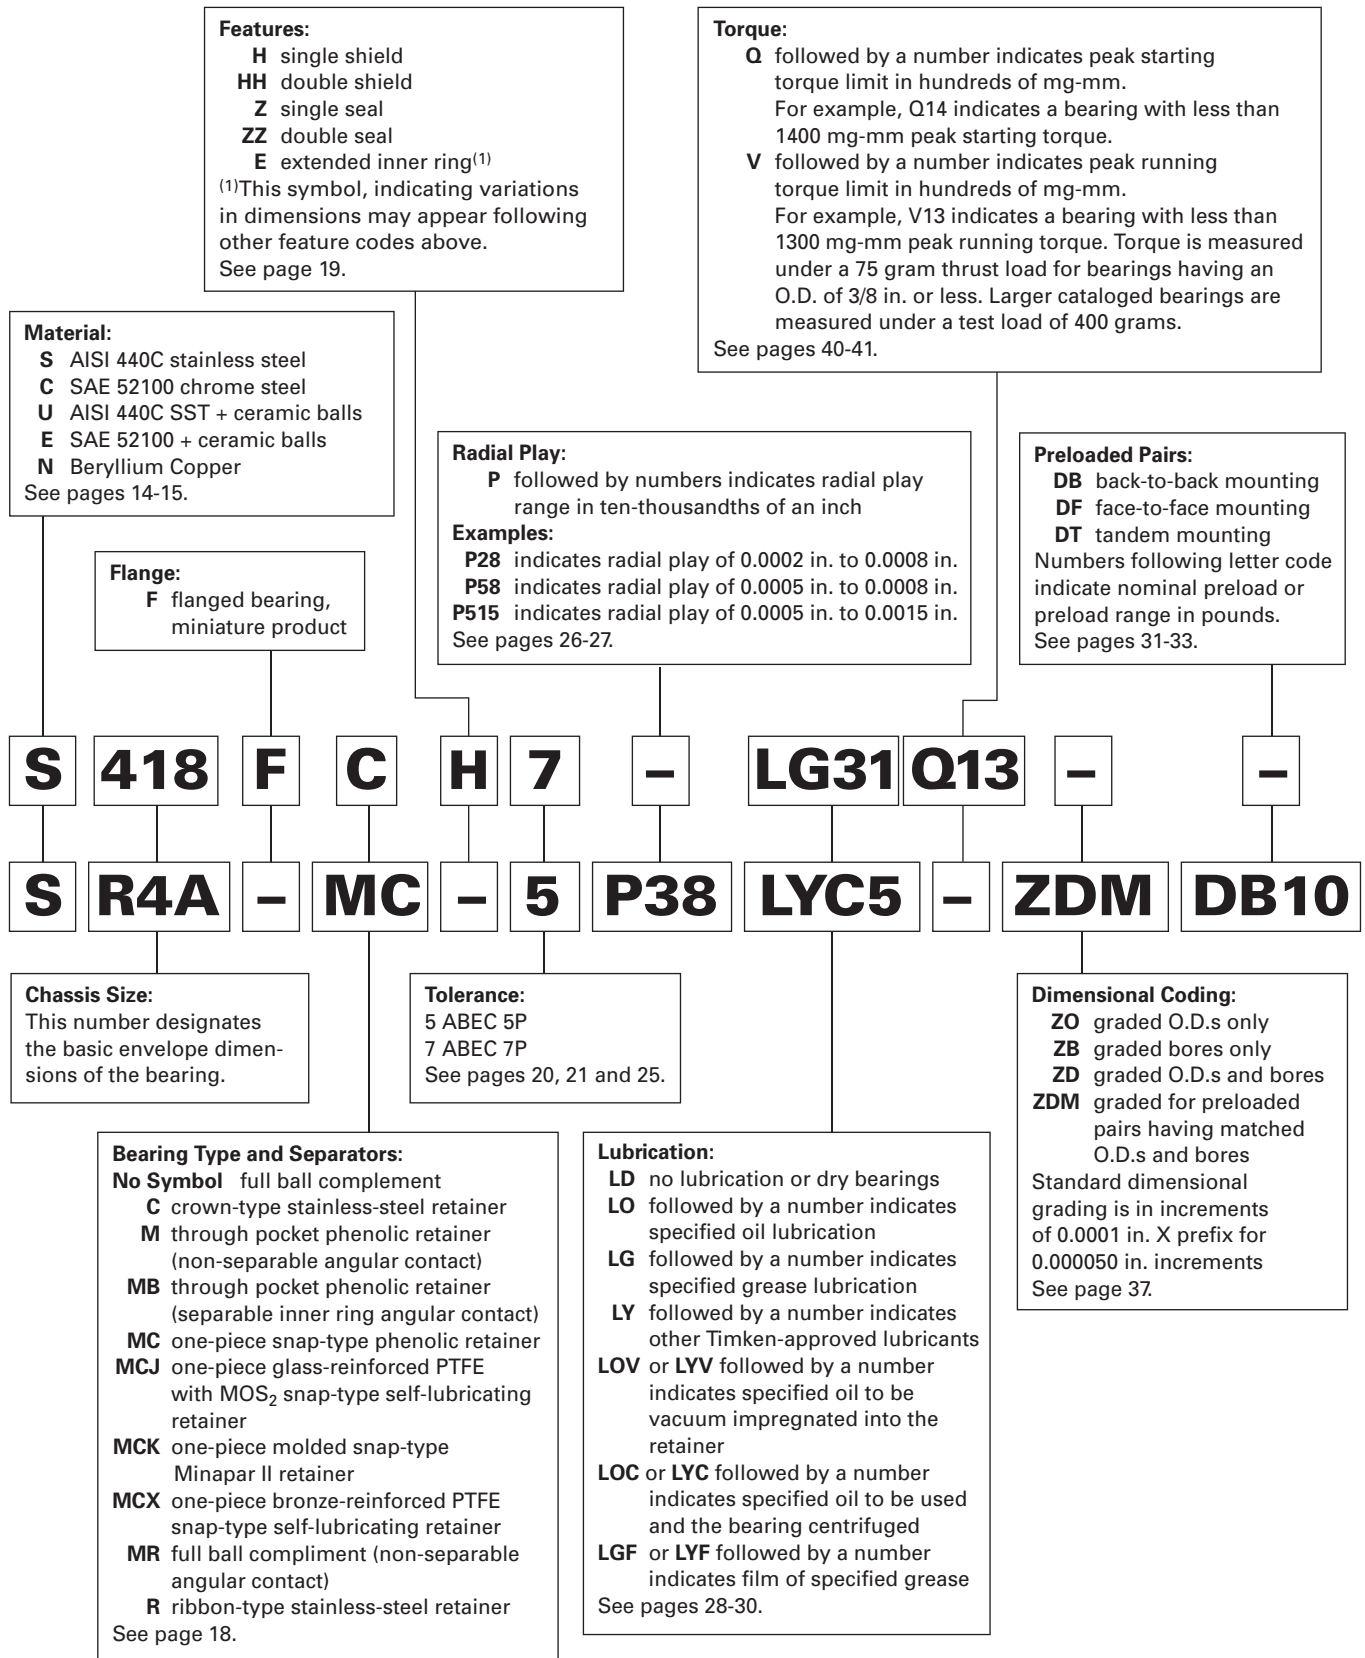 Features:
H single shield
HH double shield
Z single seal
ZZ double seal
E extended inner ring(1)
(1)This symbol, indicating variations
in dimensions may appear following
other feature codes above.
See page 19.
Torque:
Q followed by a number indicates peak starting
torque limit in hundreds of mg-mm.
For example, Q14 indicates a bearing with less than
1400 mg-mm peak starting torque.
V followed by a number indicates peak running
torque limit in hundreds of mg-mm.
For example, V13 indicates a bearing with less than
1300 mg-mm peak running torque. Torque is measured
under a 75 gram thrust load for bearings having an
O.D. of 3/8 in. or less. Larger cataloged bearings are
measured under a test load of 400 grams.
See pages 40-41.
Material:
S AISI 440C stainless steel
C SAE 52100 chrome steel
U AISI 440C SST + ceramic balls
E SAE 52100 + ceramic balls
N Beryllium Copper
See pages 14-15.
Flange:
F flanged bearing,
miniature product
Radial Play:
P followed by numbers indicates radial play
range in ten-thousandths of an inch
Examples:
P28 indicates radial play of 0.0002 in. to 0.0008 in.
P58 indicates radial play of 0.0005 in. to 0.0008 in.
P515 indicates radial play of 0.0005 in. to 0.0015 in.
See pages 26-27.
Preloaded Pairs:
DB back-to-back mounting
DF face-to-face mounting
DT tandem mounting
Numbers following letter code
indicate nominal preload or
preload range in pounds.
See pages 31-33.
S 418 F C H 7 – LG31 Q13 – –
S R4A – MC – 5 P38 LYC5 – ZDM DB10
Chassis Size:
This number designates
the basic envelope dimen-
sions of the bearing.
Tolerance:
5 ABEC 5P
7 ABEC 7P
See pages 20, 21 and 25.
Dimensional Coding:
ZO graded O.D.s only
ZB graded bores only
ZD graded O.D.s and bores
ZDM graded for preloaded
pairs having matched
O.D.s and bores
Standard dimensional
grading is in increments
of 0.0001 in. X prefix for
0.000050 in. increments
See page 37.
Bearing Type and Separators:
No Symbol full ball complement
C crown-type stainless-steel retainer
M through pocket phenolic retainer
(non-separable angular contact)
MB through pocket phenolic retainer
(separable inner ring angular contact)
MC one-piece snap-type phenolic retainer
MCJ one-piece glass-reinforced PTFE
with MOS2 snap-type self-lubricating
retainer
MCK one-piece molded snap-type
Minapar II retainer
MCX one-piece bronze-reinforced PTFE
snap-type self-lubricating retainer
MR full ball compliment (non-separable
angular contact)
R ribbon-type stainless-steel retainer
See page 18.
Lubrication:
LD no lubrication or dry bearings
LO followed by a number indicates
specified oil lubrication
LG followed by a number indicates
specified grease lubrication
LY followed by a number indicates
other Timken-approved lubricants
LOV or LYV followed by a number
indicates specified oil to be
vacuum impregnated into the
retainer
LOC or LYC followed by a number
indicates specified oil to be used
and the bearing centrifuged
LGF or LYF followed by a number
indicates film of specified grease
See pages 28-30.